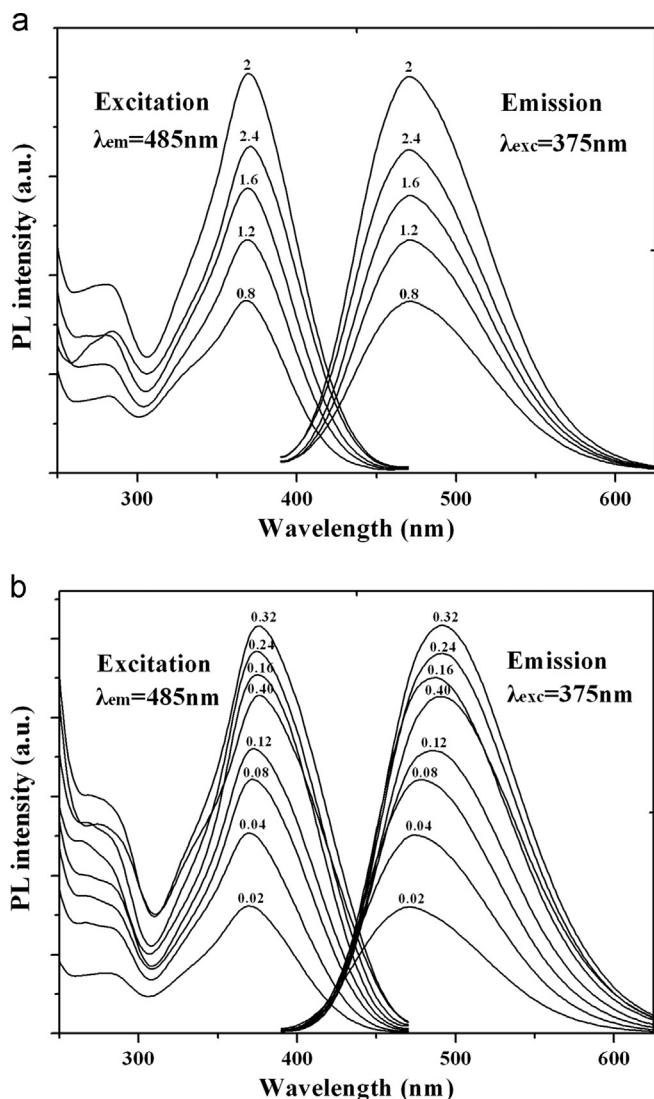 a
PL intensity (a.u.)
Excitation
λem=485nm
Emission
λexc=375nm
2
2.4
1.6
1.2
0.8
2
2.4
1.6
1.2
0.8
300
400
500
600
Wavelength (nm)
b
PL intensity (a.u.)
Excitation
λem=485nm
Emission
λexc=375nm
0.32
0.24
0.16
0.40
0.12
0.08
0.04
0.02
0.32
0.24
0.16
0.40
0.12
0.08
0.04
0.02
300
400
500
600
Wavelength (nm)